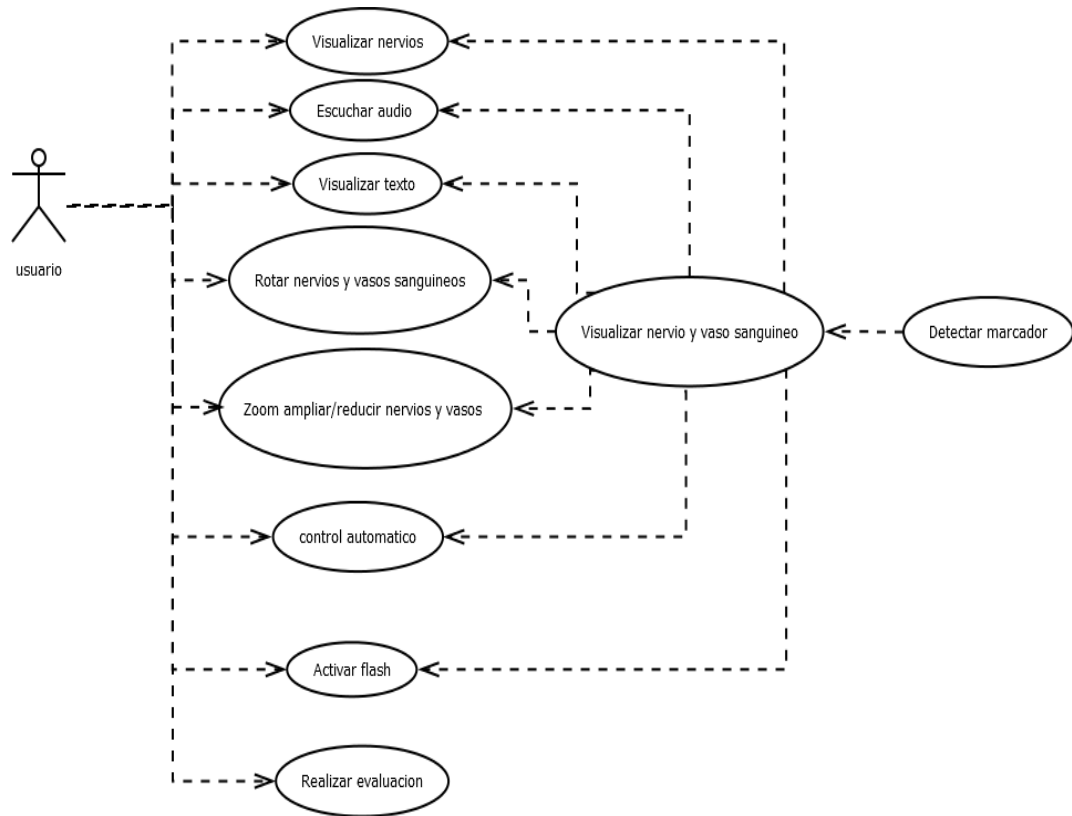 Visualizar nervios
Escuchar audio
Visualizar texto
usuario
Rotar nervios y vasos sanguineos
Visualizar nervio y vaso sanguineo
Detectar marcador
Zoom ampliar/reducir nervios y vasos
control automatico
Activar flash
Realizar evaluacion